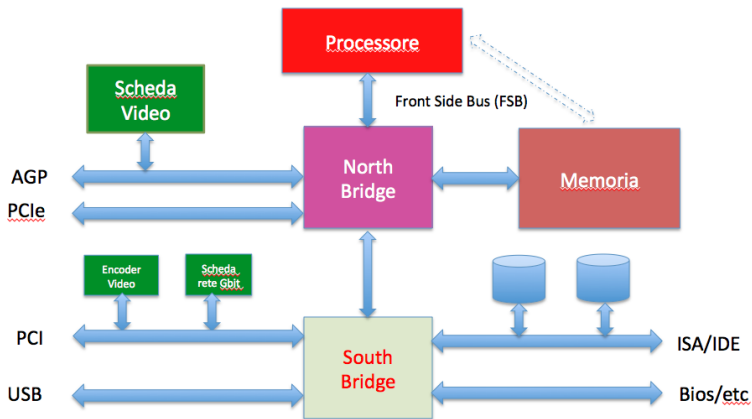 Processore
Scheda
Video
Front Side Bus (FSB)
AGP
North
Bridge
Memoria
PCIe
Encoder
Video
Scheda
rete Gbit
PCI
South
Bridge
ISA/IDE
USB
Bios/etc